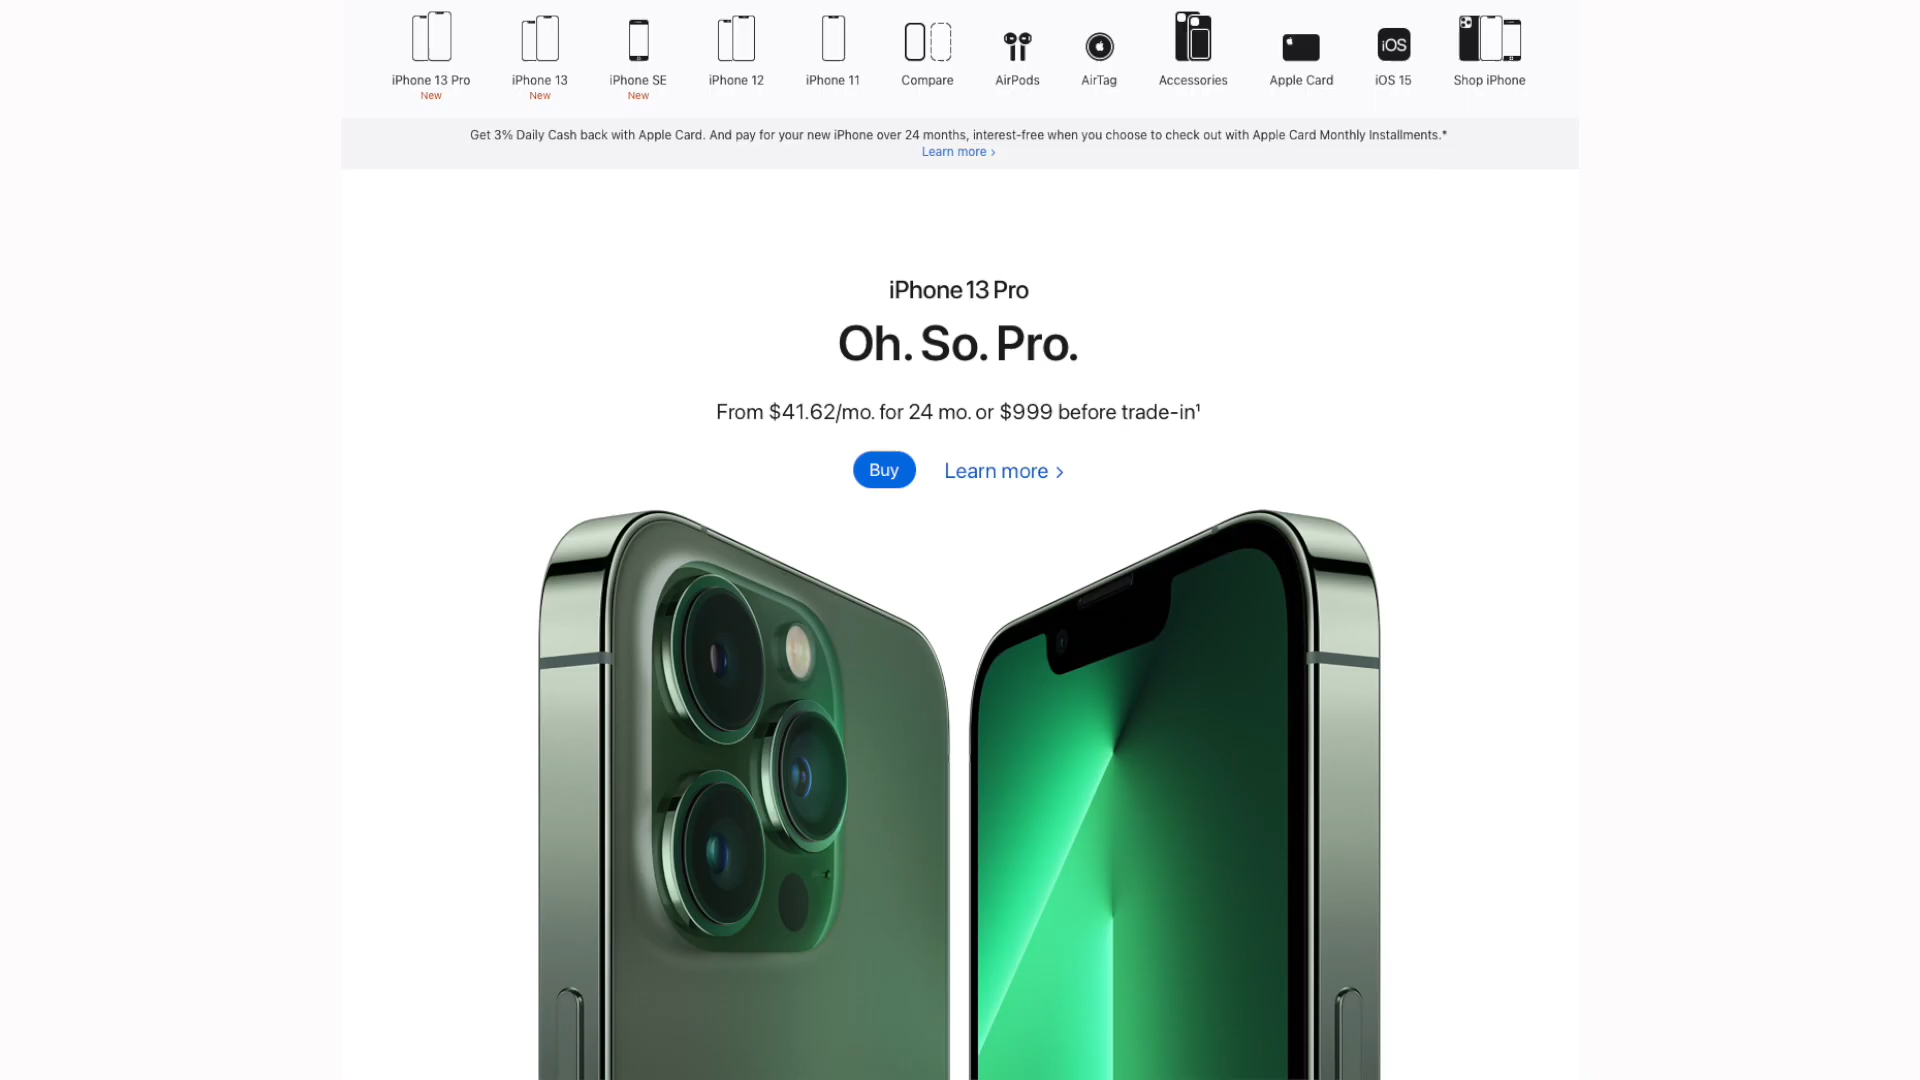 iOS
iPhone 13 Pro
New
iPhone 13
New
iPhone SE
New
iPhone 12
iPhone 11
Compare
AirPods
AirTag
Accessories
Apple Card
iOS 15
Shop iPhone
Get 3% Daily Cash back with Apple Card. And pay for your new iPhone over 24 months, interest-free when you choose to check out with Apple Card Monthly Installments.*
Learn more >
iPhone 13 Pro
Oh. So. Pro.
From $41.62/mo. for 24 mo. or $999 before trade-in¹
Buy
Learn more >